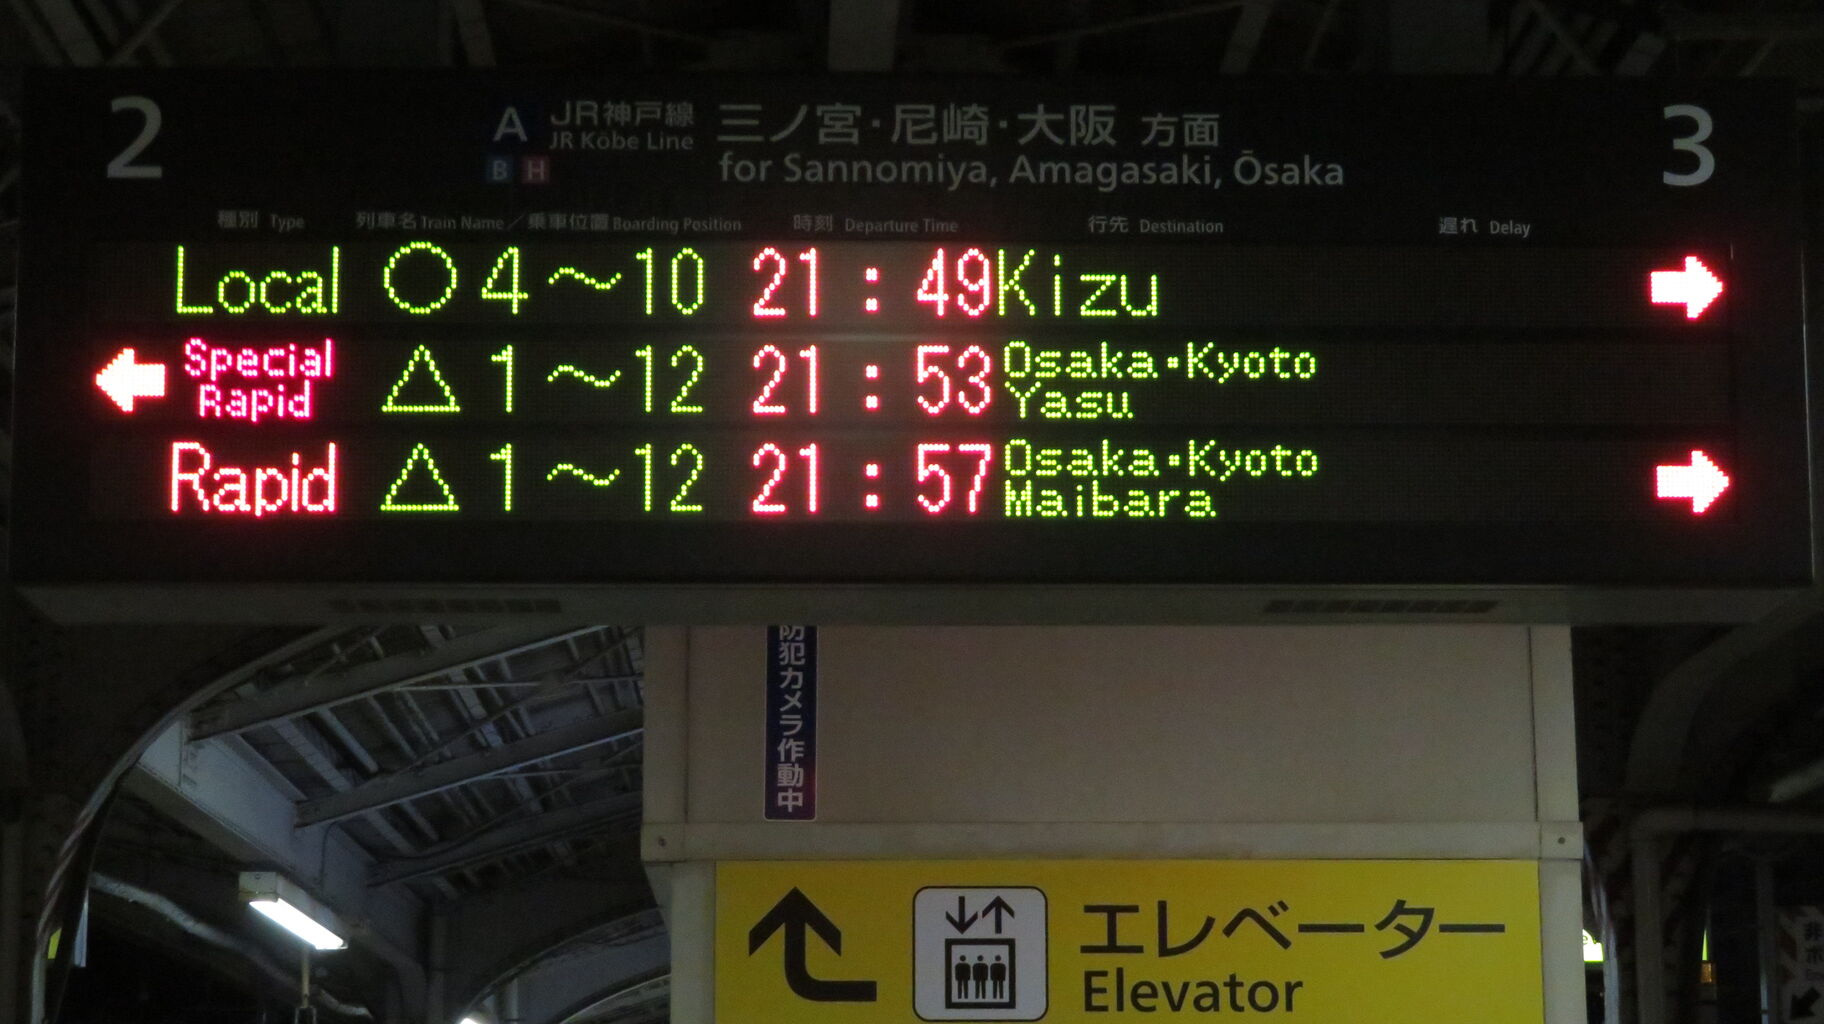 2
A JR神戸線 三ノ宮・尼崎・大阪 方面
JR Kōbe Line
B H for Sannomiya, Amagasaki, Ōsaka
3
種別 Type 列車名 Train Name / 乗車位置 Boarding Position 時刻 Departure Time 行先 Destination 遅れ Delay
Local ○ 4～10 21:49 Kizu →
← Special Rapid △ 1～12 21:53 Osaka・Kyoto Yasu
Rapid △ 1～12 21:57 Osaka・Kyoto Maibara →
防犯カメラ作動中
エレベーター
Elevator